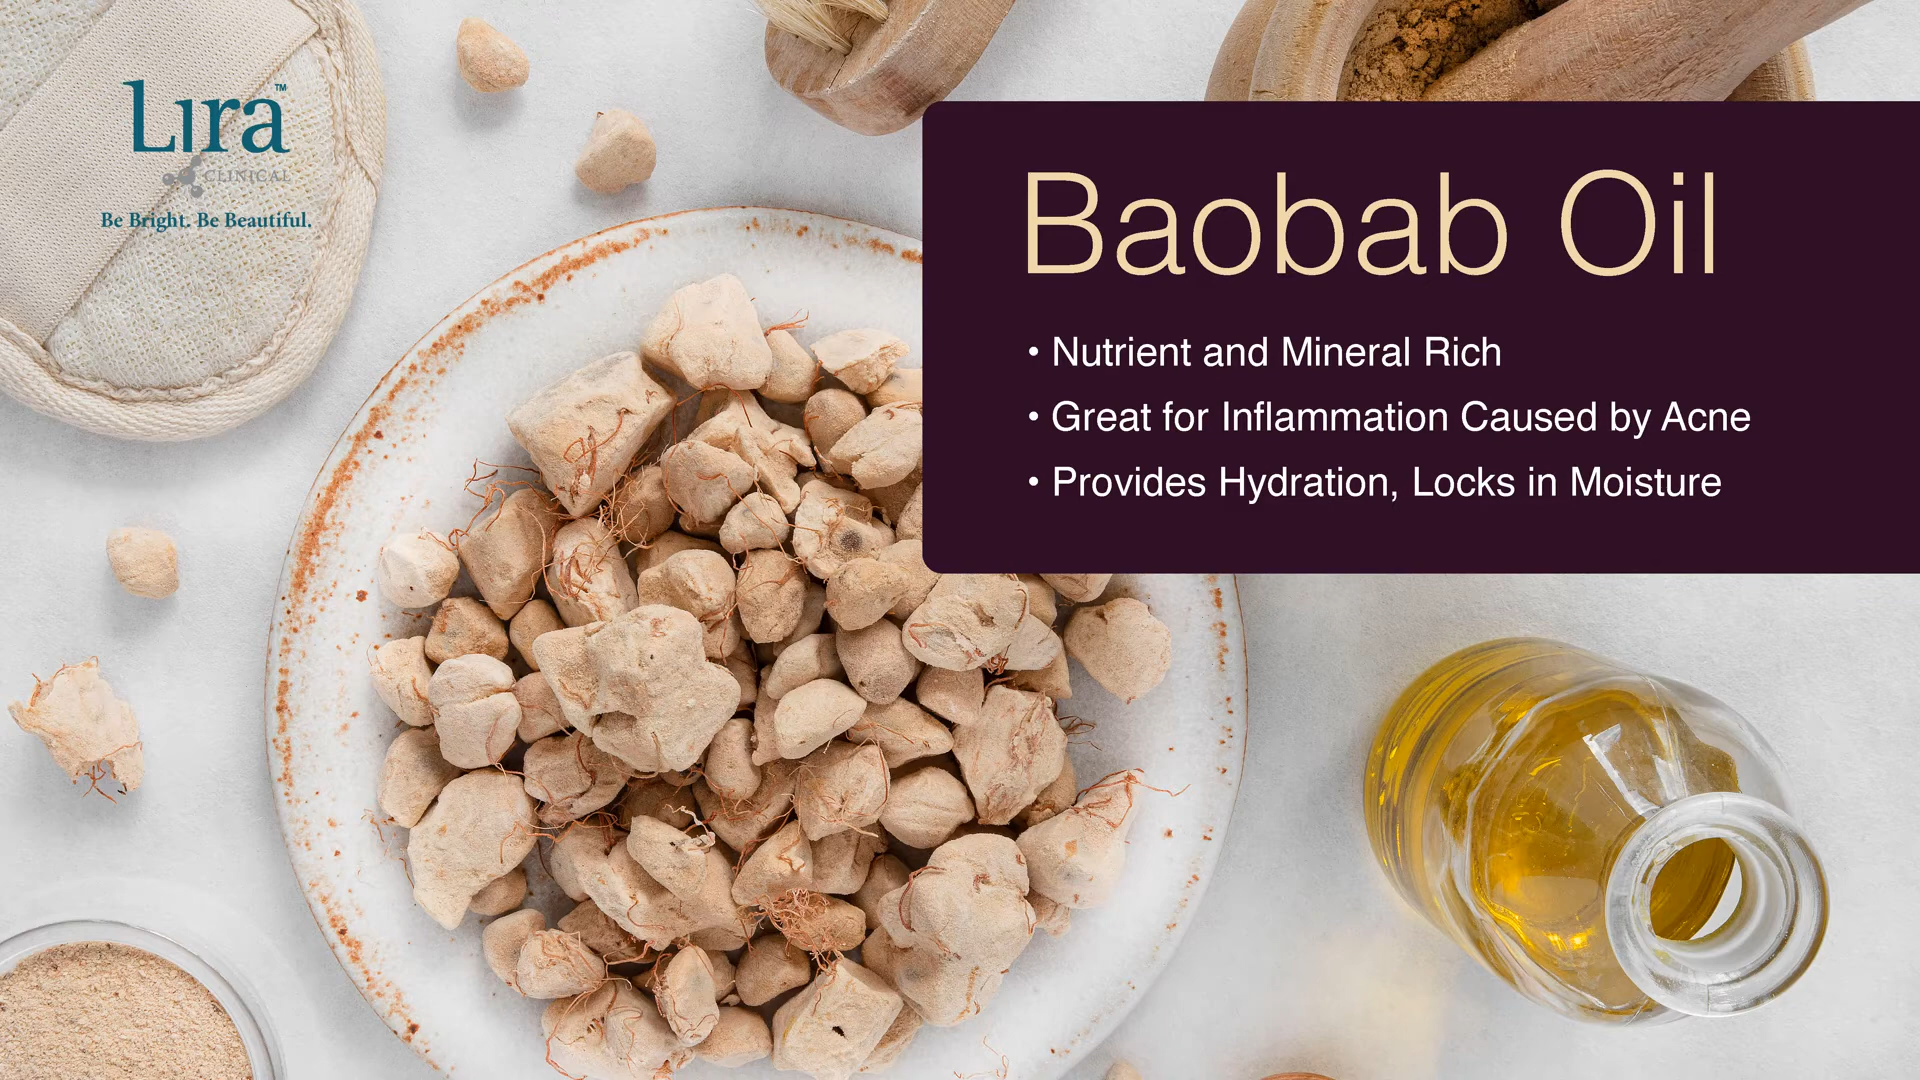 Lira™
CLINICAL
Be Bright. Be Beautiful.
Baobab Oil
• Nutrient and Mineral Rich
• Great for Inflammation Caused by Acne
• Provides Hydration, Locks in Moisture